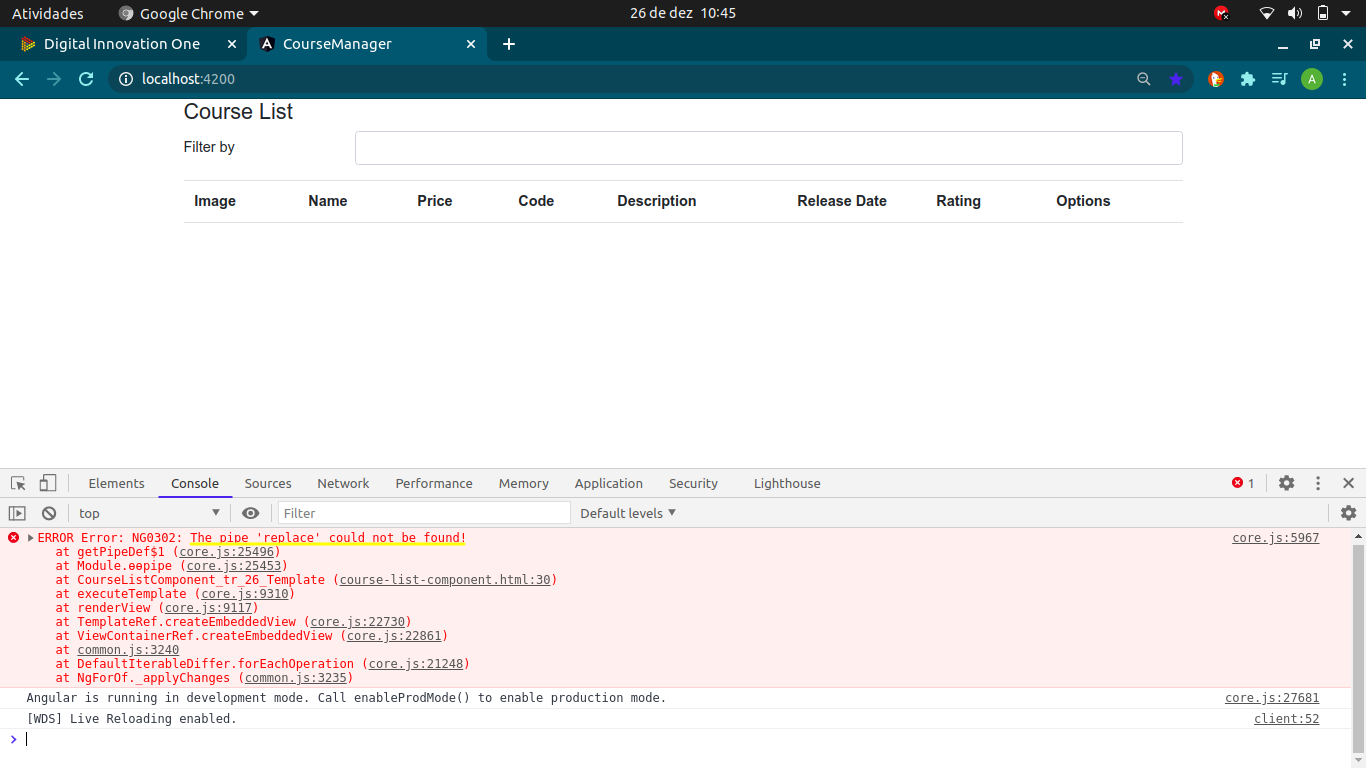 Atividades Google Chrome 26 de dez 10:45
Digital Innovation One CourseManager
localhost:4200 A
Course List
Filter by
Image Name Price Code Description Release Date Rating Options
Elements Console Sources Network Performance Memory Application Security Lighthouse 1
top Filter Default levels
ERROR Error: NG0302: The pipe 'replace' could not be found! core.js:5967
at getPipeDef$1 (core.js:25496)
at Module.ɵɵpipe (core.js:25453)
at CourseListComponent_tr_26_Template (course-list-component.html:30)
at executeTemplate (core.js:9310)
at renderView (core.js:9117)
at TemplateRef.createEmbeddedView (core.js:22730)
at ViewContainerRef.createEmbeddedView (core.js:22861)
at common.js:3240
at DefaultIterableDiffer.forEachOperation (core.js:21248)
at NgForOf._applyChanges (common.js:3235)
Angular is running in development mode. Call enableProdMode() to enable production mode. core.js:27681
[WDS] Live Reloading enabled. client:52